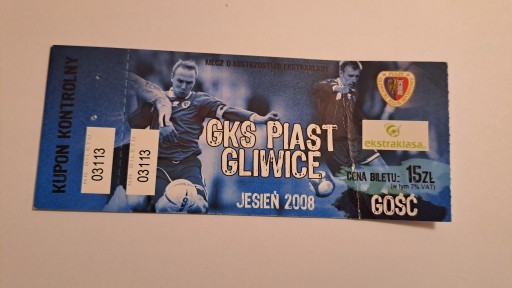 KUPON KONTROLNY
03113
03113
MECZ O MISTRZOSTWO EKSTRAKLASY
GKS PIAST
GLIWICE
JESIEŃ 2008
PIAST
ekstraklasa
CENA BILETU: 15ZŁ
(w tym 7% VAT)
GOŚĆ